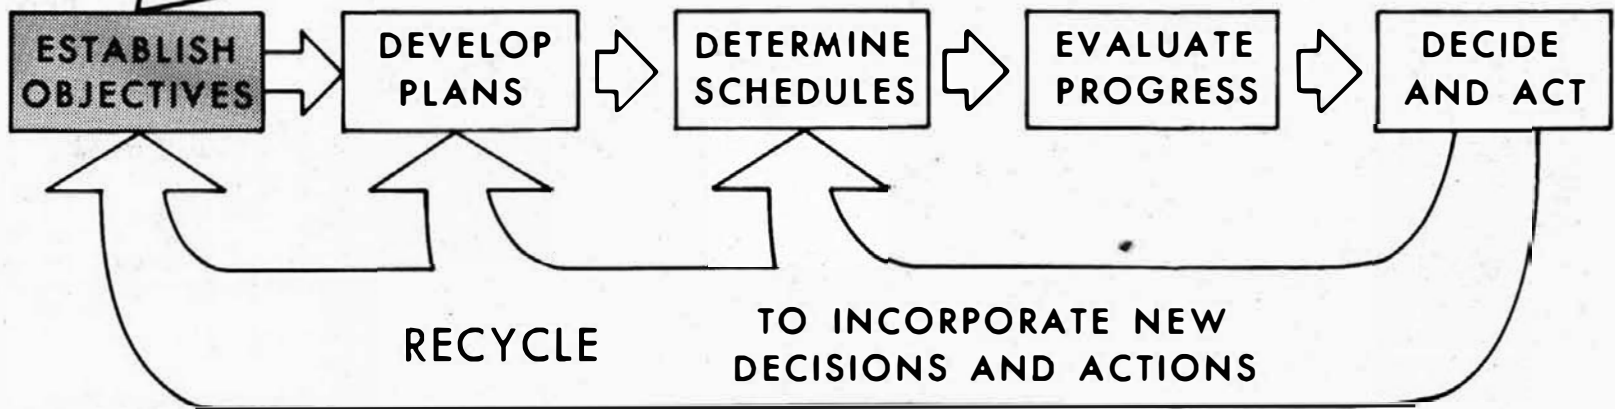 ESTABLISH
OBJECTIVES
DEVELOP
PLANS
DETERMINE
SCHEDULES
EVALUATE
PROGRESS
DECIDE
AND ACT
RECYCLE
TO INCORPORATE NEW
DECISIONS AND ACTIONS